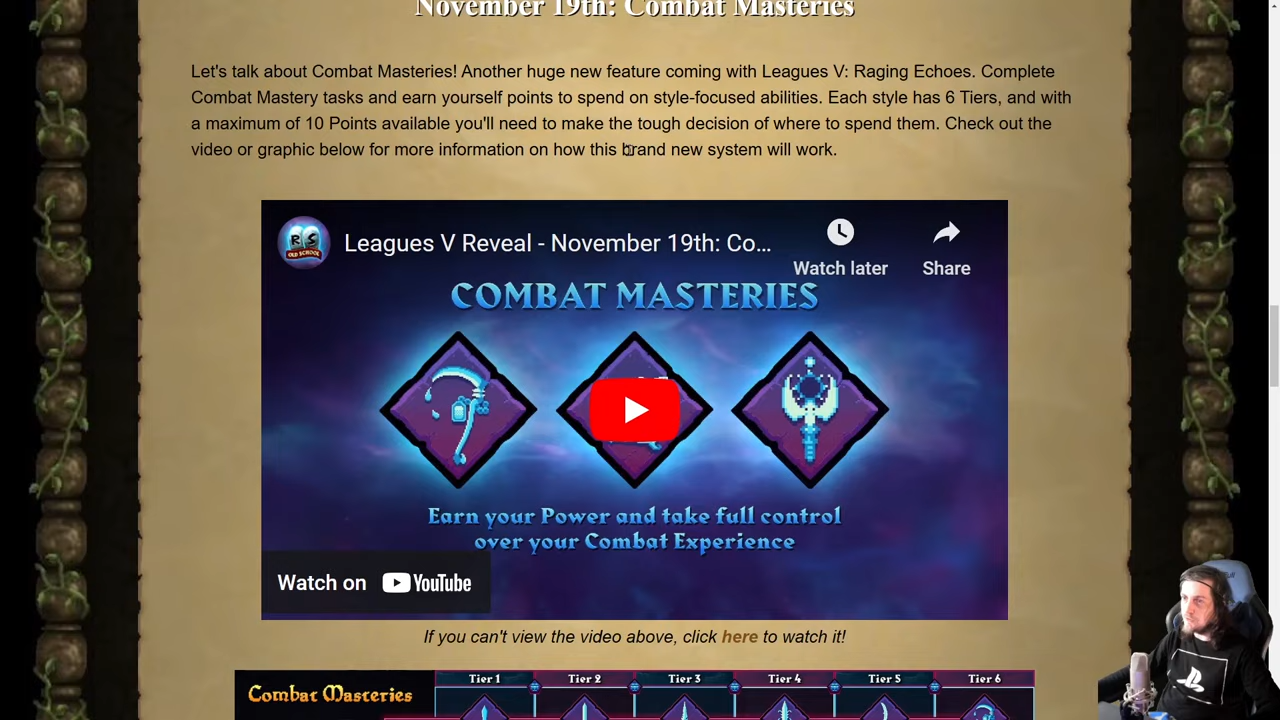 November 19th: Combat Masteries
Let's talk about Combat Masteries! Another huge new feature coming with Leagues V: Raging Echoes. Complete
Combat Mastery tasks and earn yourself points to spend on style-focused abilities. Each style has 6 Tiers, and with
a maximum of 10 Points available you'll need to make the tough decision of where to spend them. Check out the
video or graphic below for more information on how this brand new system will work.
RS
OLD SCHOOL
Leagues V Reveal - November 19th: Co...
Watch later
Share
COMBAT MASTERIES
Earn your Power and take full control
over your Combat Experience
Watch on YouTube
If you can't view the video above, click here to watch it!
Combat Masteries
Tier 1 Tier 2 Tier 3 Tier 4 Tier 5 Tier 6